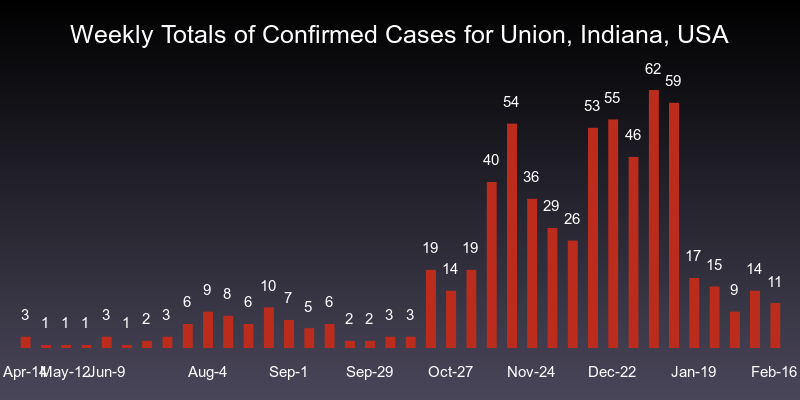 Weekly Totals of Confirmed Cases for Union, Indiana, USA
3 1 1 1 3 1 2 3 6 9 8 6 10 7 5 6 2 2 3 3 19 14 19 40 54 36 29 26 53 55 46 62 59 17 15 9 14 11
Apr-14 May-12 Jun-9 Aug-4 Sep-1 Sep-29 Oct-27 Nov-24 Dec-22 Jan-19 Feb-16